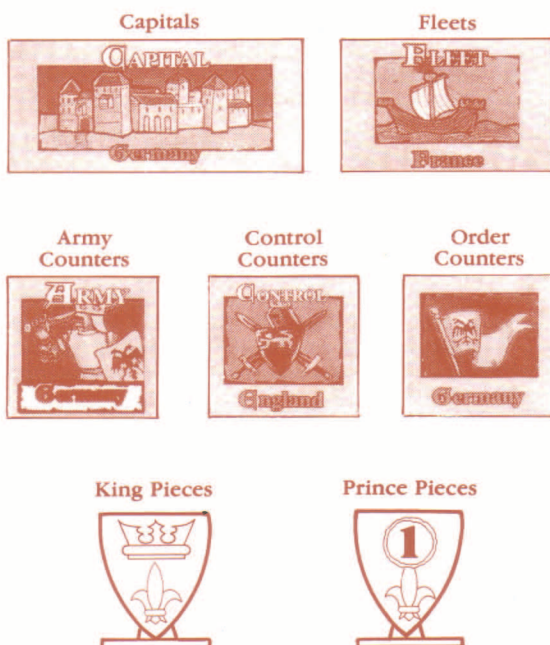 Capitals
Fleets
CAPITAL
Germany
FLEET
France
Army
Counters
Control
Counters
Order
Counters
ARMY
Germany
CONTROL
England
Germany
King Pieces
Prince Pieces
1